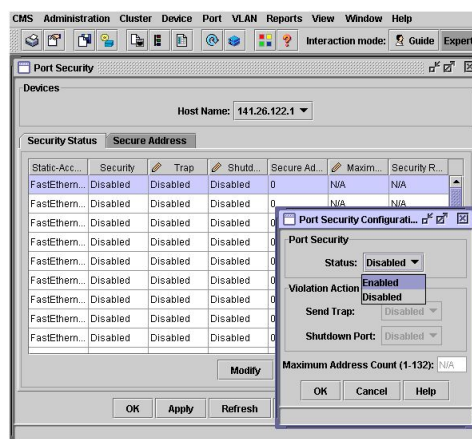 CMS Administration Cluster Device Port VLAN Reports View Window Help
Interaction mode: Guide Expert
Port Security
Devices
Host Name: 141.26.122.1
Security Status Secure Address
Static-Acc... Security Trap Shutd... Secure Ad... Maxim... Security R...
FastEthern... Disabled Disabled Disabled 0 N/A N/A
FastEthern... Disabled Disabled Disabled 0 N/A N/A
FastEthern... Disabled Disabled Disabled 0
FastEthern... Disabled Disabled Disabled 0
FastEthern... Disabled Disabled Disabled 0
FastEthern... Disabled Disabled Disabled 0
FastEthern... Disabled Disabled Disabled 0
FastEthern... Disabled Disabled Disabled 0
FastEthern... Disabled Disabled Disabled 0
Modify
OK Apply Refresh
Port Security Configurati...
Port Security
Status: Disabled
Enabled
Disabled
Violation Action
Send Trap: Disabled
Shutdown Port: Disabled
Maximum Address Count (1-132): N/A
OK Cancel Help